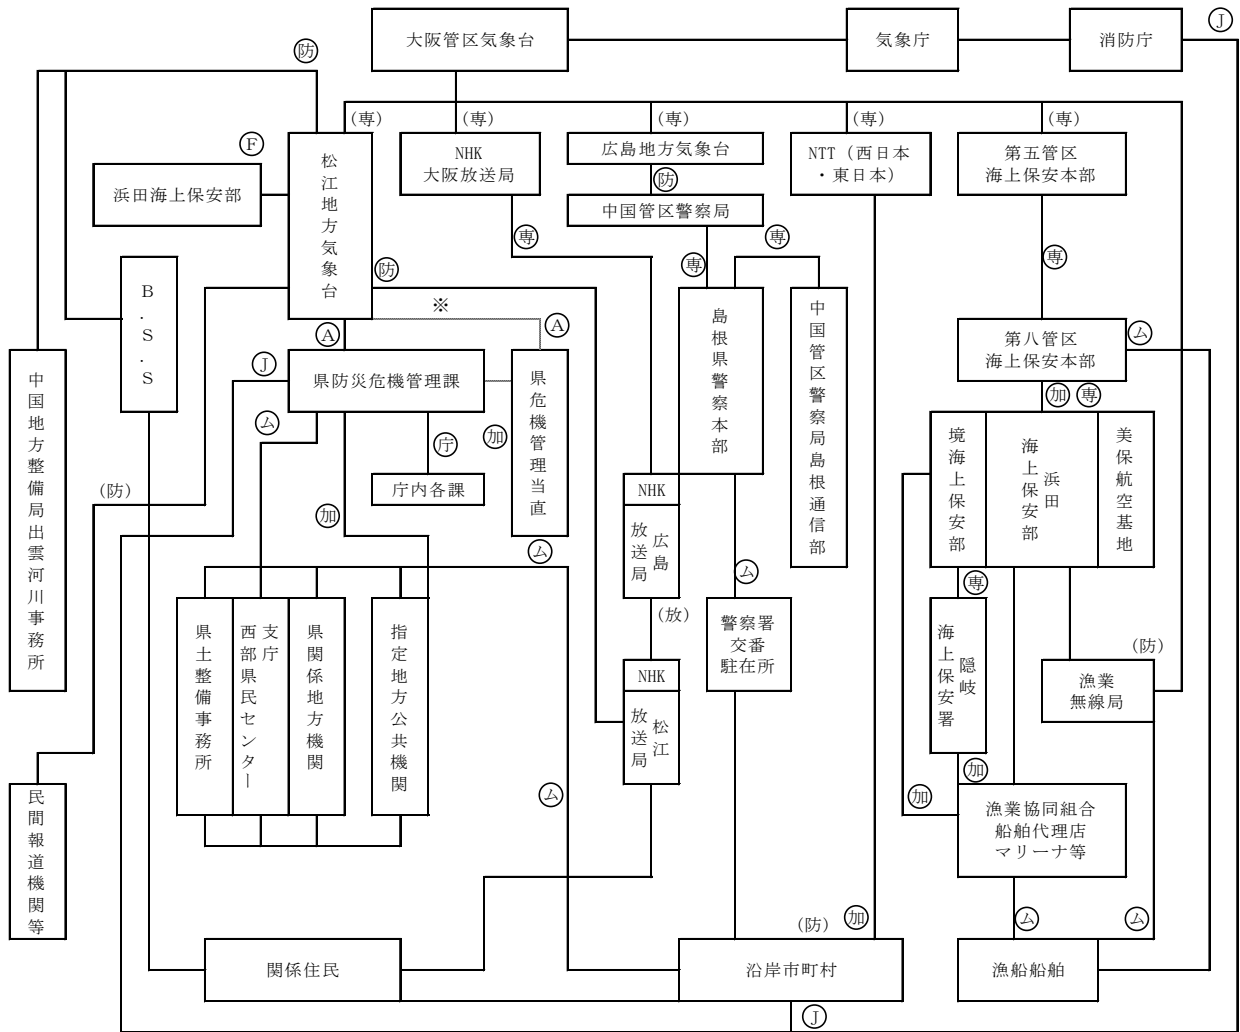 Ⓙ
大阪管区気象台
気象庁
消防庁
㊩
(専)
(専)
(専)
(専)
(専)
Ⓕ
松江地方気象台
NHK
大阪放送局
広島地方気象台
NTT（西日本
・東日本）
第五管区
海上保安本部
浜田海上保安部
防
中国管区警察局
専
専
専
専
防
B.S.S
※
Ⓐ
Ⓐ
島根県警察本部
中国管区警察局島根通信部
第八管区
海上保安本部
ム
中国地方整備局出雲河川事務所
Ⓙ
県防災危機管理課
県危機管理当直
加
専
ム
加
庁
境海上保安部
浜田
海上保安部
美保航空基地
(防)
庁内各課
NHK
広島
放送局
加
ム
ム
専
県土整備事務所
支庁
西部県民センター
県関係地方機関
指定地方公共機関
(放)
警察署
交番
駐在所
隠岐
海上保安署
(防)
NHK
松江
放送局
漁業
無線局
ム
加
加
民間報道機関等
漁業協同組合
船舶代理店
マリーナ等
(防)
加
ム
ム
関係住民
沿岸市町村
漁船船舶
Ⓙ